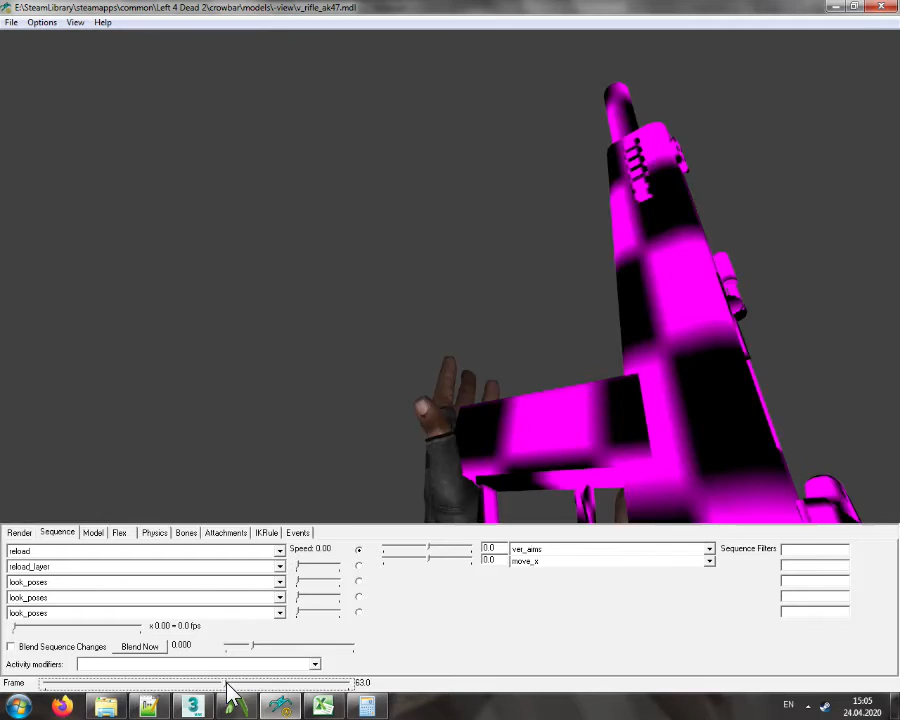 E:\SteamLibrary\steamapps\common\Left 4 Dead 2\crowbar\models\-view\v_rifle_ak47.mdl
File Options View Help
Render Sequence Model Flex Physics Bones Attachments IKRule Events
reload Speed: 0.00 0.0 ver_aims Sequence Filters
reload_layer 0.0 move_x
look_poses
look_poses
look_poses
x 0.00 = 0.0 fps
Blend Sequence Changes Blend Now 0.000
Activity modifiers:
Frame 63.0
EN 15:05
24.04.2020